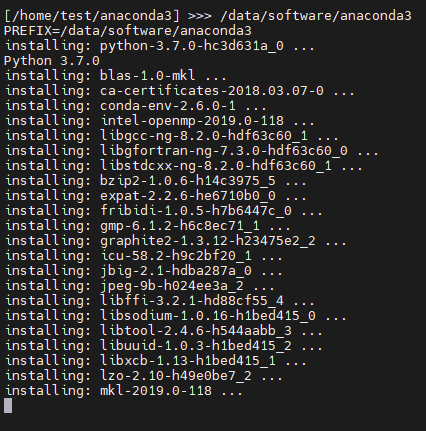 [/home/test/anaconda3] >>> /data/software/anaconda3
PREFIX=/data/software/anaconda3
installing: python-3.7.0-hc3d631a_0 ...
Python 3.7.0
installing: blas-1.0-mkl ...
installing: ca-certificates-2018.03.07-0 ...
installing: conda-env-2.6.0-1 ...
installing: intel-openmp-2019.0-118 ...
installing: libgcc-ng-8.2.0-hdf63c60_1 ...
installing: libgfortran-ng-7.3.0-hdf63c60_0 ...
installing: libstdcxx-ng-8.2.0-hdf63c60_1 ...
installing: bzip2-1.0.6-h14c3975_5 ...
installing: expat-2.2.6-he6710b0_0 ...
installing: fribidi-1.0.5-h7b6447c_0 ...
installing: gmp-6.1.2-h6c8ec71_1 ...
installing: graphite2-1.3.12-h23475e2_2 ...
installing: icu-58.2-h9c2bf20_1 ...
installing: jbig-2.1-hdba287a_0 ...
installing: jpeg-9b-h024ee3a_2 ...
installing: libffi-3.2.1-hd88cf55_4 ...
installing: libsodium-1.0.16-h1bed415_0 ...
installing: libtool-2.4.6-h544aabb_3 ...
installing: libuuid-1.0.3-h1bed415_2 ...
installing: libxcb-1.13-h1bed415_1 ...
installing: lzo-2.10-h49e0be7_2 ...
installing: mkl-2019.0-118 ...